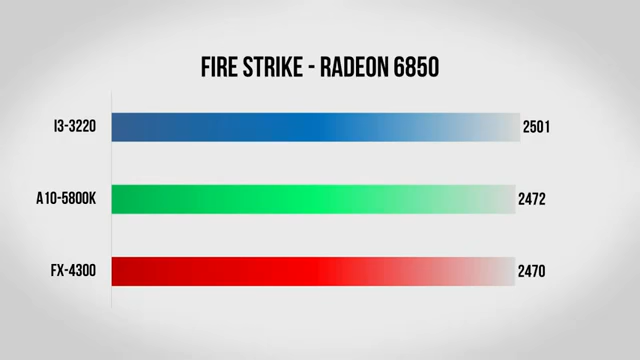 FIRE STRIKE - RADEON 6850
I3-3220 2501
A10-5800K 2472
FX-4300 2470